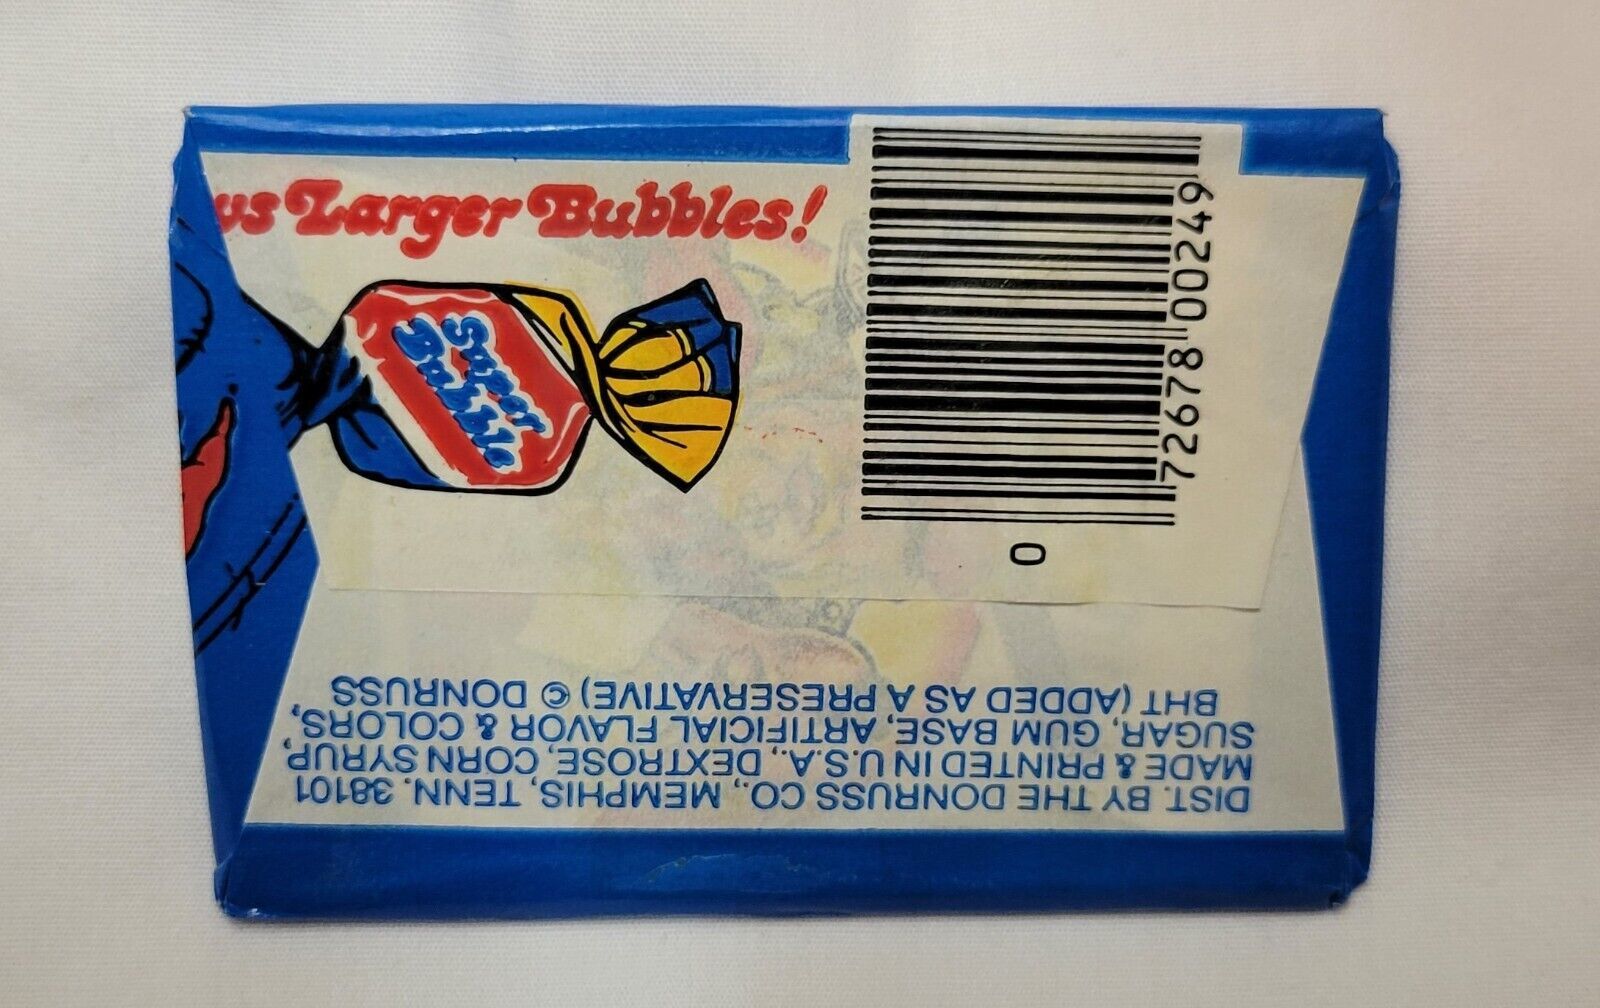 us Larger Bubbles!
Super
Bubble
0 72678 00249
DIST. BY THE DONRUSS CO., MEMPHIS, TENN. 38101
MADE & PRINTED IN U.S.A., DEXTROSE, CORN SYRUP,
SUGAR, GUM BASE, ARTIFICIAL FLAVOR & COLORS,
BHT (ADDED AS A PRESERVATIVE) © DONRUSS